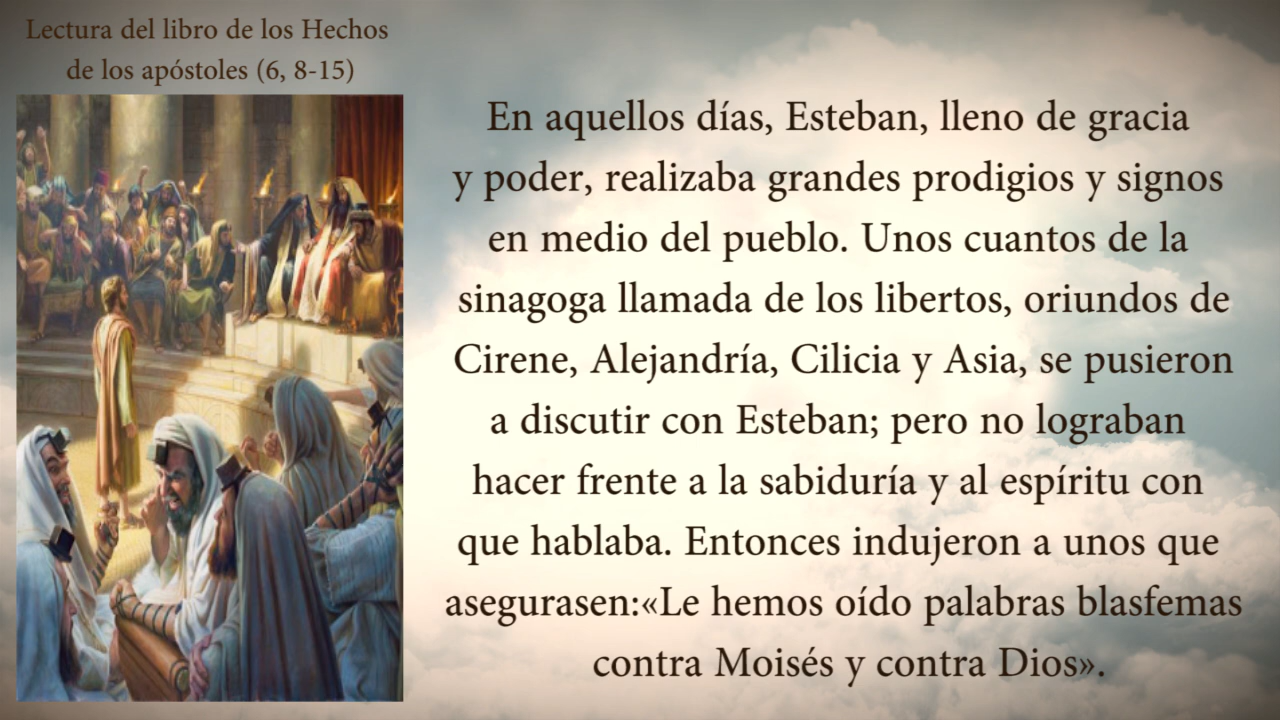 Lectura del libro de los Hechos
de los apóstoles (6, 8-15)
En aquellos días, Esteban, lleno de gracia
y poder, realizaba grandes prodigios y signos
en medio del pueblo. Unos cuantos de la
sinagoga llamada de los libertos, oriundos de
Cirene, Alejandría, Cilicia y Asia, se pusieron
a discutir con Esteban; pero no lograban
hacer frente a la sabiduría y al espíritu con
que hablaba. Entonces indujeron a unos que
asegurasen:«Le hemos oído palabras blasfemas
contra Moisés y contra Dios».